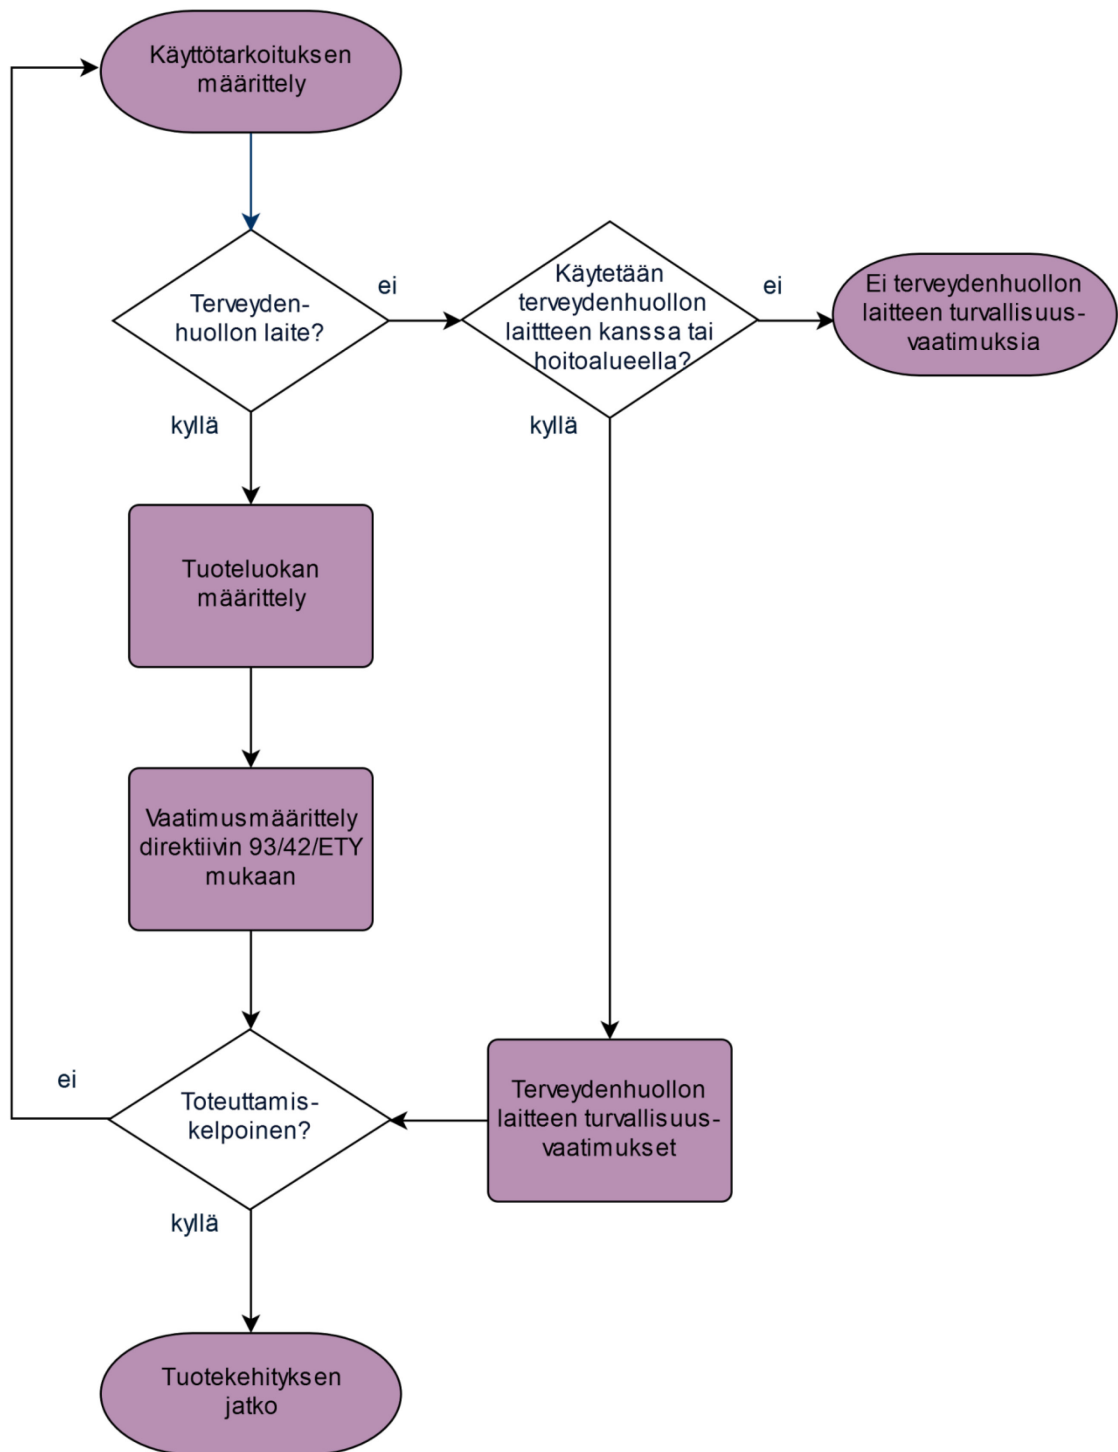 Käyttötarkoituksen
määrittely
Terveyden-
huollon laite?
ei
Käytetään
terveydenhuollon
laittteen kanssa tai
hoitoalueella?
ei
Ei terveydenhuollon
laitteen turvallisuus-
vaatimuksia
kyllä
kyllä
Tuoteluokan
määrittely
Vaatimusmäärittely
direktiivin 93/42/ETY
mukaan
ei
Toteuttamis-
kelpoinen?
Terveydenhuollon
laitteen turvallisuus-
vaatimukset
kyllä
Tuotekehityksen
jatko